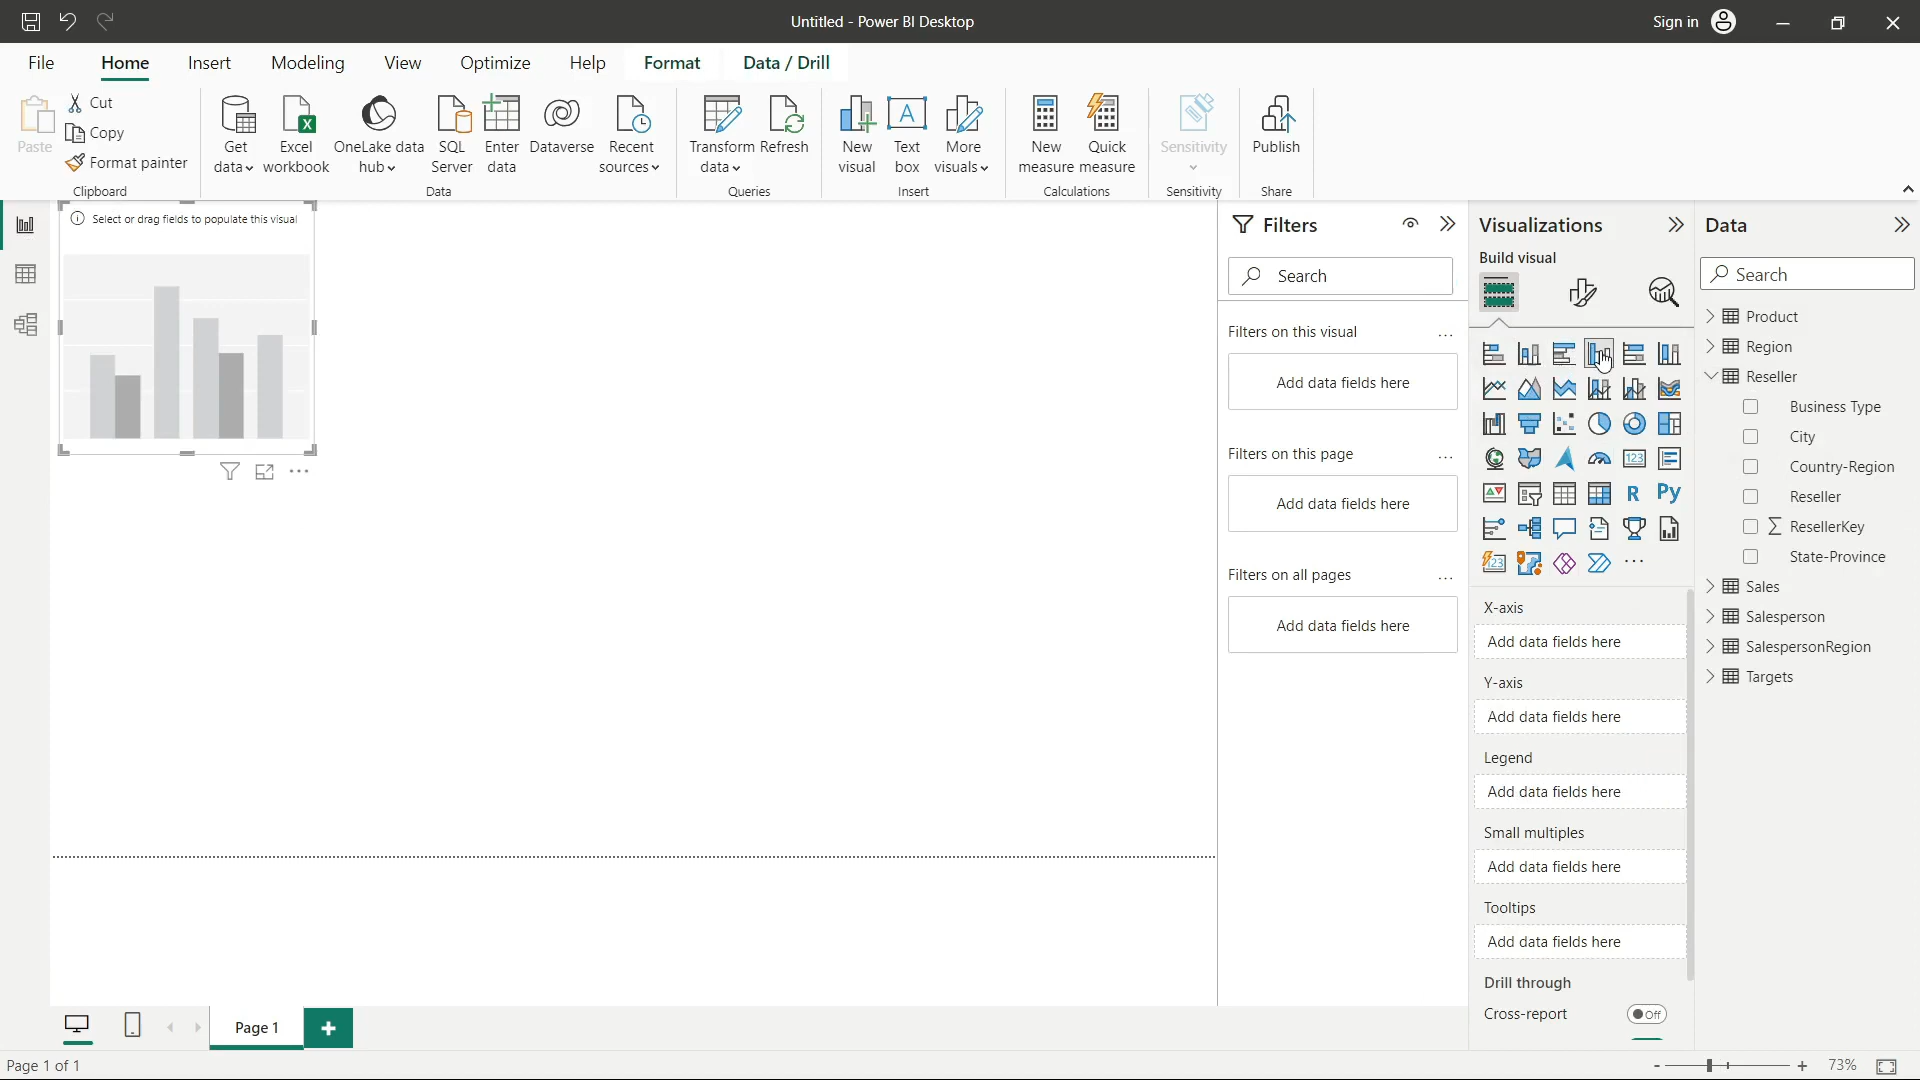 Untitled - Power BI Desktop
Sign in
File Home Insert Modeling View Optimize Help Format Data / Drill
Paste
Cut
Copy
Format painter
Clipboard
Get data
Excel workbook
OneLake data hub
SQL Server
Enter data
Dataverse
Recent sources
Data
Transform data
Refresh
Queries
New visual
A
Text box
More visuals
Insert
New measure
Quick measure
Calculations
Sensitivity
Sensitivity
Publish
Share
Select or drag fields to populate this visual
Filters
Search
Filters on this visual ...
Add data fields here
Filters on this page ...
Add data fields here
Filters on all pages ...
Add data fields here
Visualizations
Build visual
123
R Py
123
...
X-axis
Add data fields here
Y-axis
Add data fields here
Legend
Add data fields here
Small multiples
Add data fields here
Tooltips
Add data fields here
Drill through
Cross-report Off
Data
Search
Product
Region
Reseller
Business Type
City
Country-Region
Reseller
∑ ResellerKey
State-Province
Sales
Salesperson
SalespersonRegion
Targets
Page 1
Page 1 of 1
- + 73%